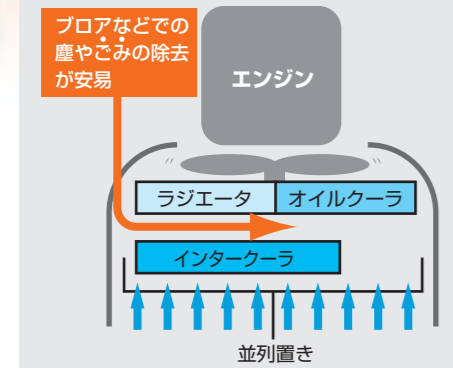 ブロアなどでの
塵やごみの除去
が安易
エンジン
ラジエータ
オイルクーラ
インタークーラ
並列置き